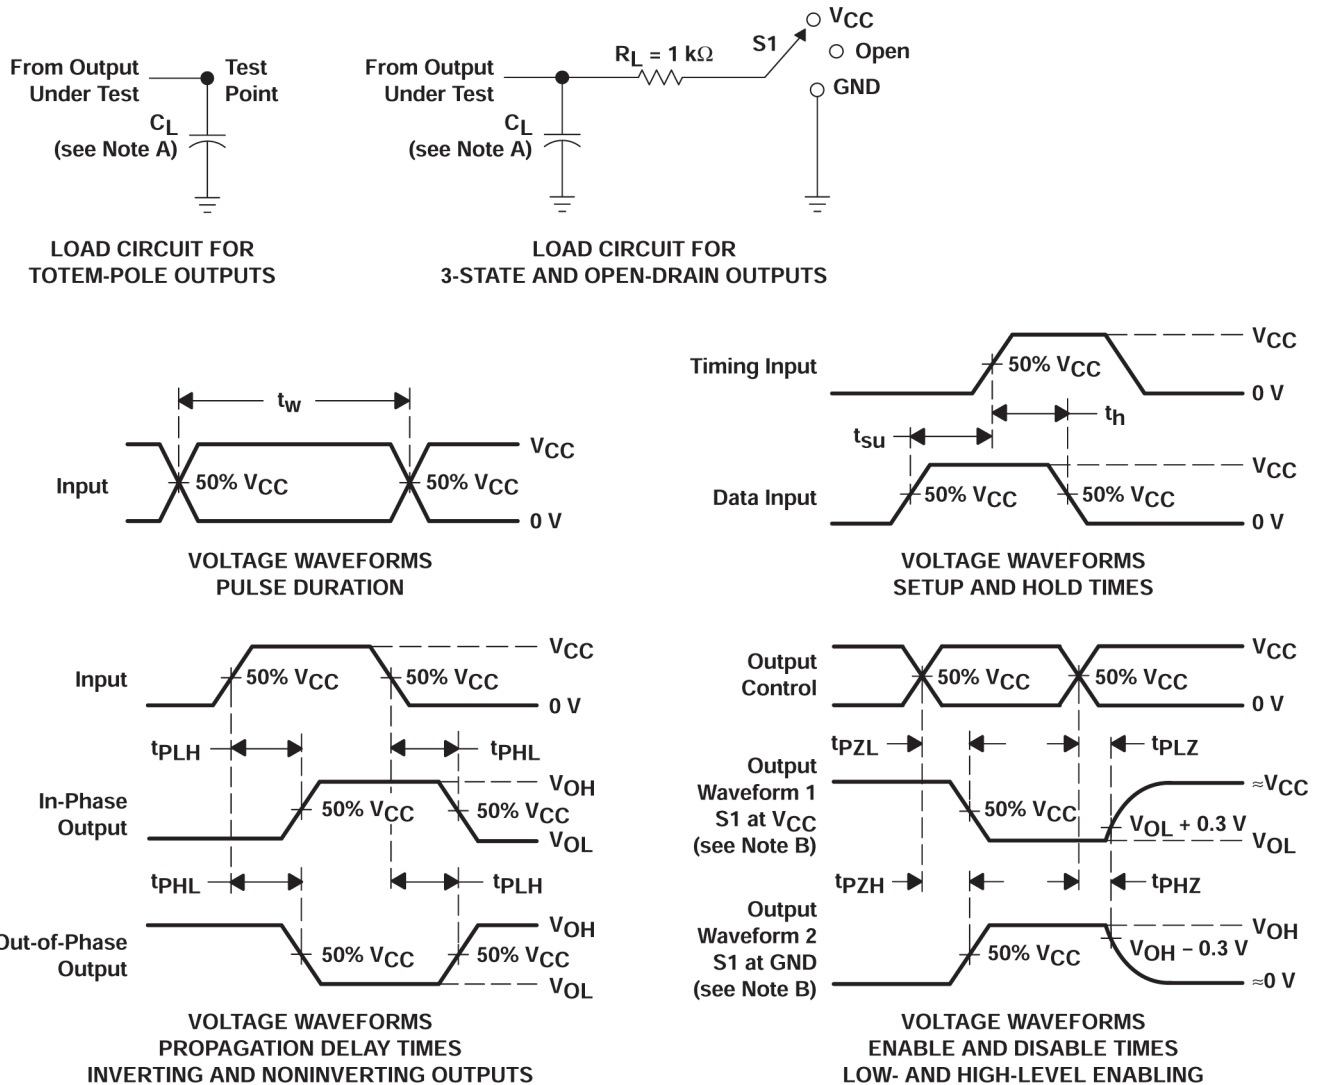 From Output
Under Test
Test
Point
CL
(see Note A)
LOAD CIRCUIT FOR
TOTEM-POLE OUTPUTS
From Output
Under Test
RL = 1 kΩ
S1
VCC
Open
GND
CL
(see Note A)
LOAD CIRCUIT FOR
3-STATE AND OPEN-DRAIN OUTPUTS
tw
Input
50% VCC
50% VCC
VCC
0 V
VOLTAGE WAVEFORMS
PULSE DURATION
Timing Input
50% VCC
VCC
0 V
th
tsu
Data Input
50% VCC
50% VCC
VCC
0 V
VOLTAGE WAVEFORMS
SETUP AND HOLD TIMES
Input
50% VCC
50% VCC
VCC
0 V
tPLH
tPHL
In-Phase
Output
50% VCC
50% VCC
VOH
VOL
tPHL
tPLH
Out-of-Phase
Output
50% VCC
50% VCC
VOH
VOL
VOLTAGE WAVEFORMS
PROPAGATION DELAY TIMES
INVERTING AND NONINVERTING OUTPUTS
Output
Control
50% VCC
50% VCC
VCC
0 V
tPZL
tPLZ
Output
Waveform 1
S1 at VCC
(see Note B)
50% VCC
VOL + 0.3 V
≈VCC
VOL
tPZH
tPHZ
Output
Waveform 2
S1 at GND
(see Note B)
50% VCC
VOH − 0.3 V
VOH
≈0 V
VOLTAGE WAVEFORMS
ENABLE AND DISABLE TIMES
LOW- AND HIGH-LEVEL ENABLING